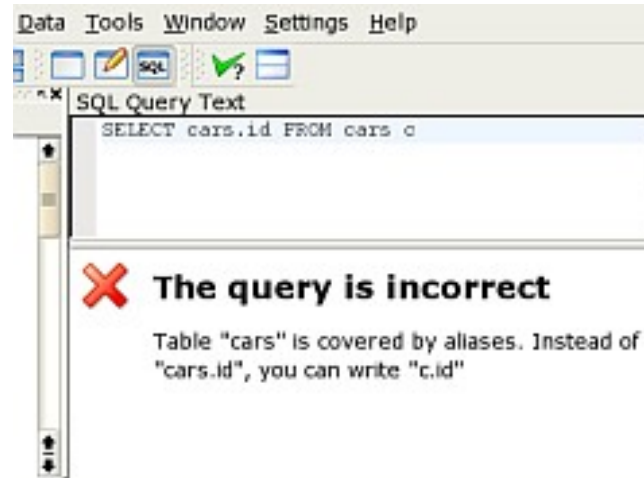 Data Tools Window Settings Help
SQL
SQL Query Text
SELECT cars.id FROM cars c
The query is incorrect
Table "cars" is covered by aliases. Instead of
"cars.id", you can write "c.id"